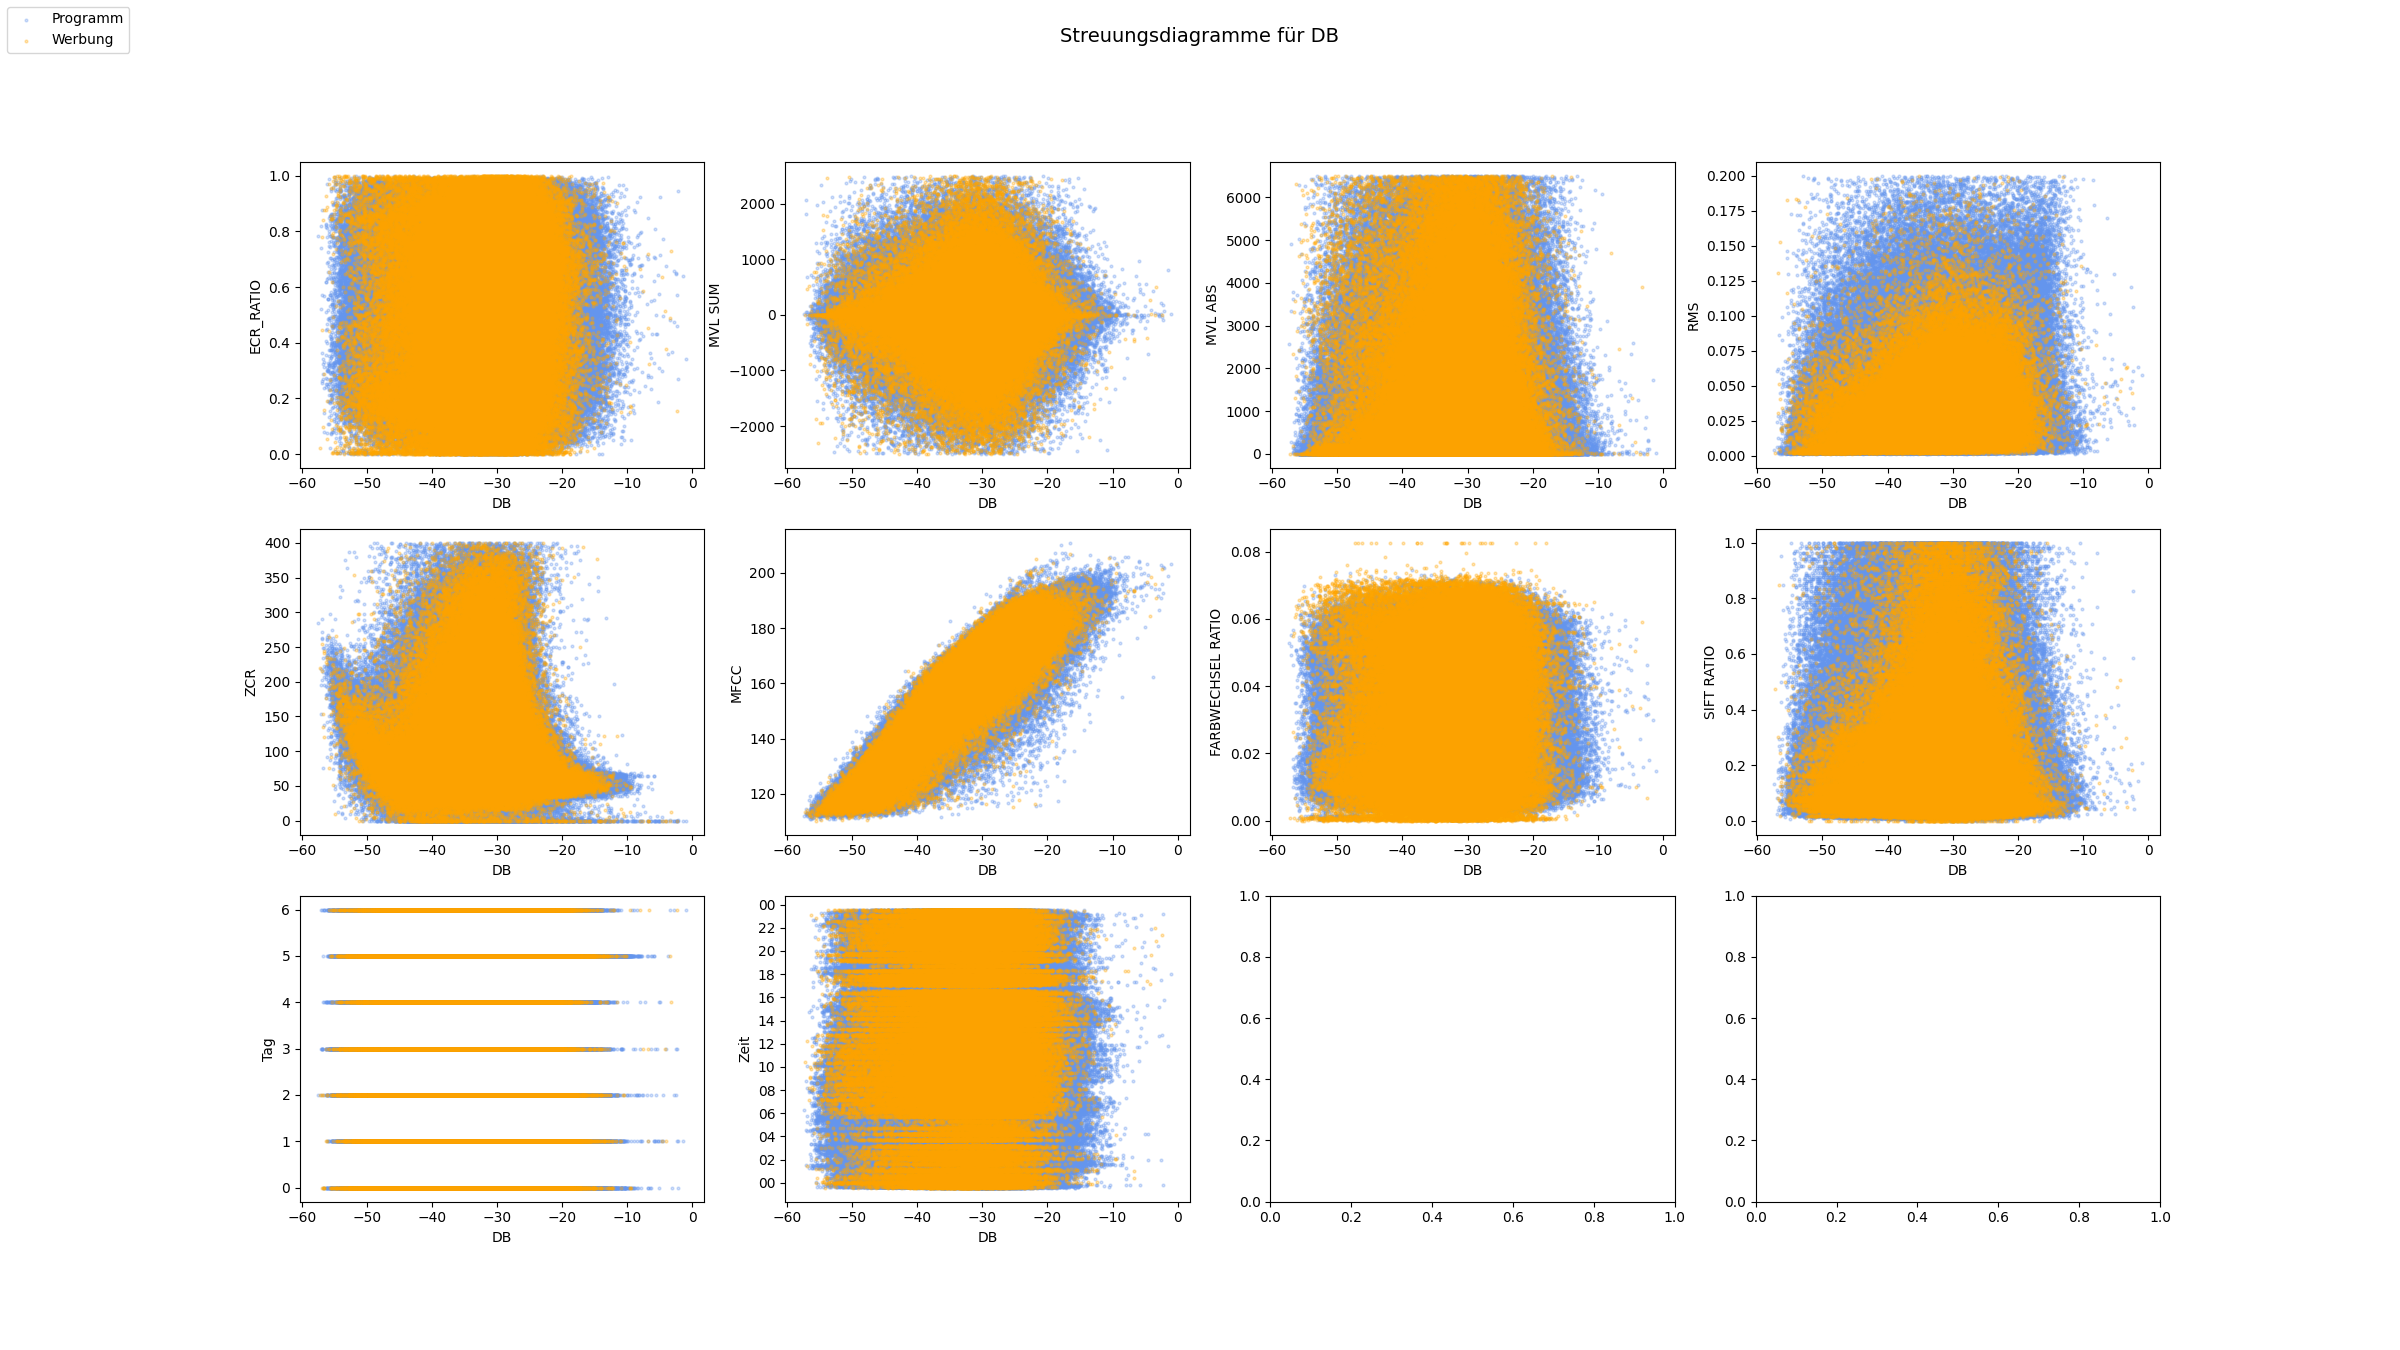 Programm
Werbung
Streuungsdiagramme für DB
ECR_RATIO
1.0
0.8
0.6
0.4
0.2
0.0
−60 −50 −40 −30 −20 −10 0
DB
MVL SUM
2000
1000
0
−1000
−2000
−60 −50 −40 −30 −20 −10 0
DB
MVL ABS
6000
5000
4000
3000
2000
1000
0
−60 −50 −40 −30 −20 −10 0
DB
RMS
0.200
0.175
0.150
0.125
0.100
0.075
0.050
0.025
0.000
−60 −50 −40 −30 −20 −10 0
DB
ZCR
400
350
300
250
200
150
100
50
0
−60 −50 −40 −30 −20 −10 0
DB
MFCC
200
180
160
140
120
−60 −50 −40 −30 −20 −10 0
DB
FARBWECHSEL RATIO
0.08
0.06
0.04
0.02
0.00
−60 −50 −40 −30 −20 −10 0
DB
SIFT RATIO
1.0
0.8
0.6
0.4
0.2
0.0
−60 −50 −40 −30 −20 −10 0
DB
Tag
6
5
4
3
2
1
0
−60 −50 −40 −30 −20 −10 0
DB
Zeit
00
22
20
18
16
14
12
10
08
06
04
02
00
−60 −50 −40 −30 −20 −10 0
DB
1.0
0.8
0.6
0.4
0.2
0.0
0.0 0.2 0.4 0.6 0.8 1.0
1.0
0.8
0.6
0.4
0.2
0.0
0.0 0.2 0.4 0.6 0.8 1.0